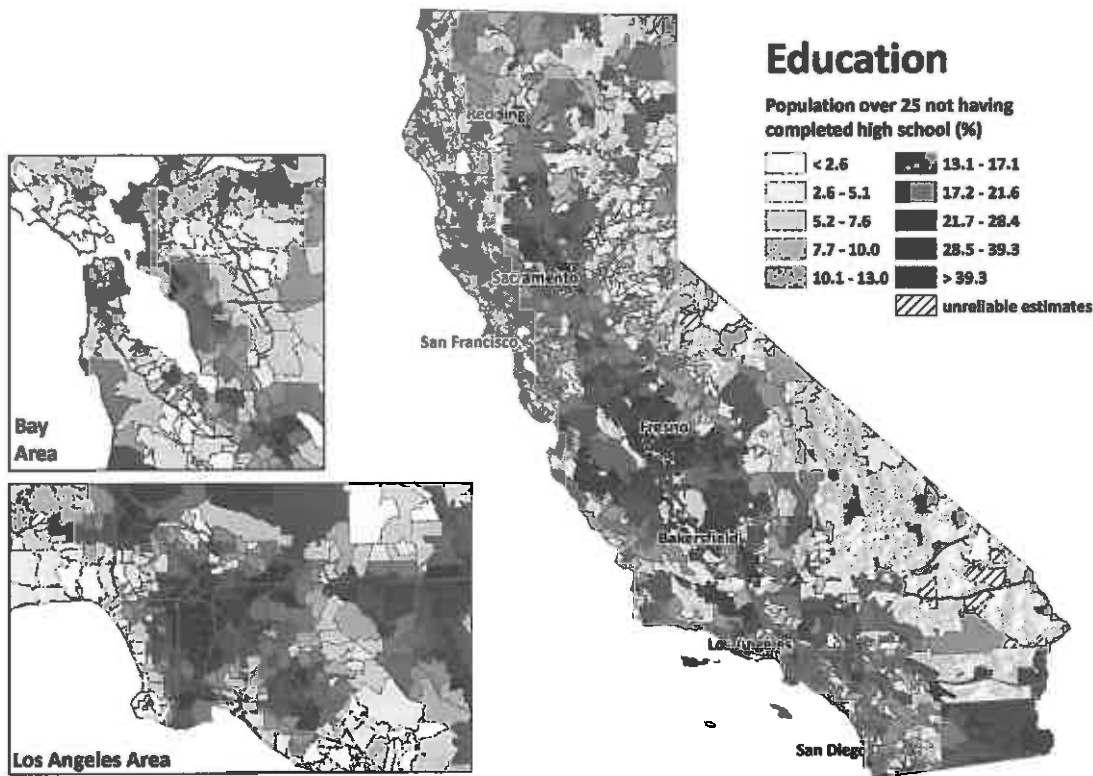 Education
Population over 25 not having
completed high school (%)
< 2.6
2.6 - 5.1
5.2 - 7.6
7.7 - 10.0
10.1 - 13.0
13.1 - 17.1
17.2 - 21.6
21.7 - 28.4
28.5 - 39.3
> 39.3
unreliable estimates
Redding
Sacramento
San Francisco
Fresno
Bakersfield
Los Angeles
San Diego
Bay
Area
Los Angeles Area